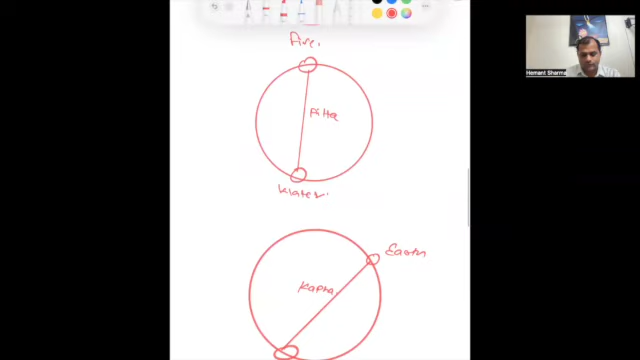 Fire.
Pitta
Water.
Earth
Kapha
Hemant Sharma